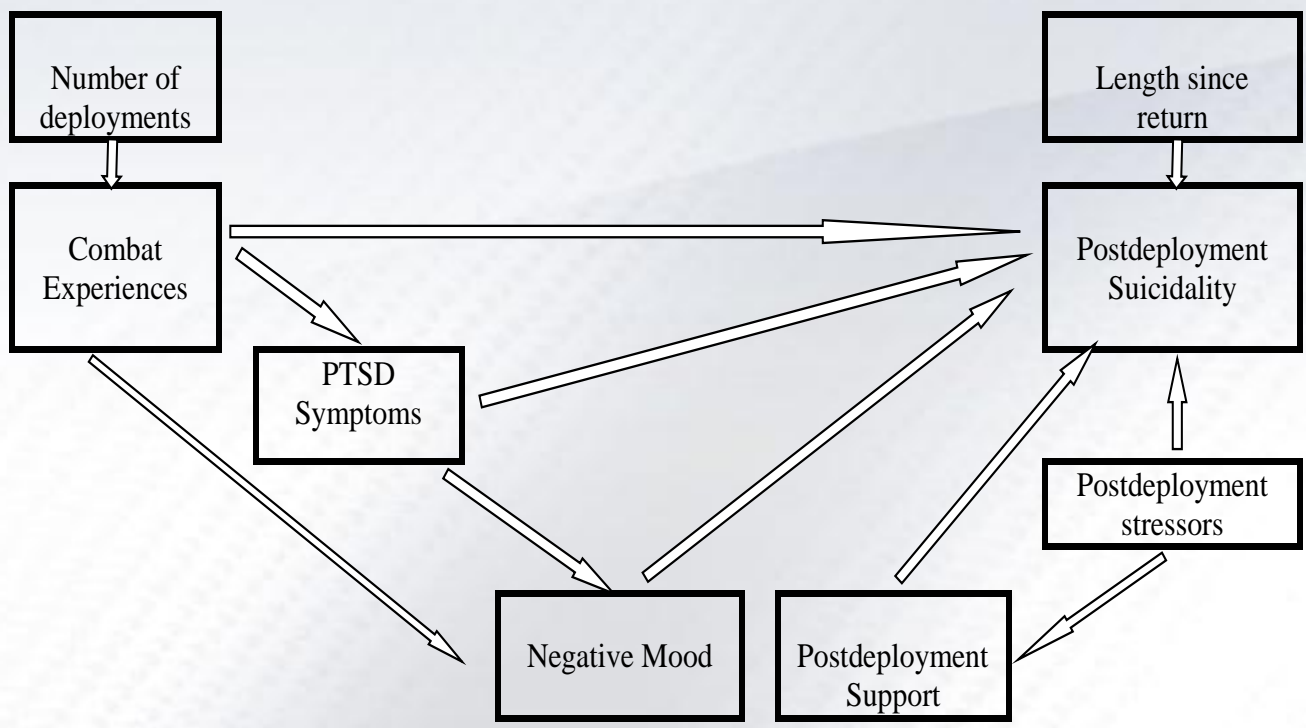 Number of
deployments
Length since
return
Combat
Experiences
Postdeployment
Suicidality
PTSD
Symptoms
Postdeployment
stressors
Negative Mood
Postdeployment
Support